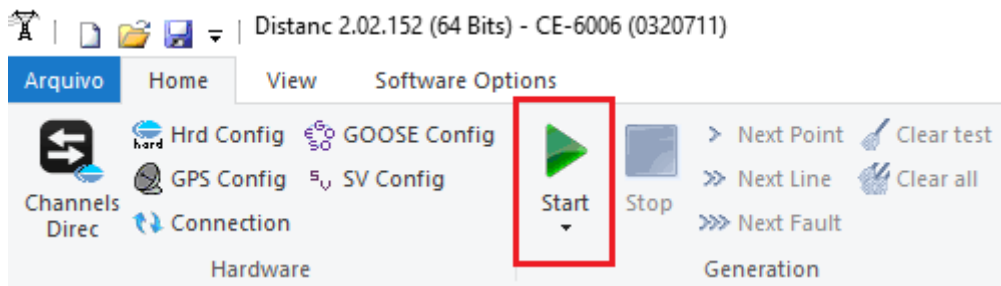 Distanc 2.02.152 (64 Bits) - CE-6006 (0320711)
Arquivo Home View Software Options
Channels Direc
hard Hrd Config
GPS Config
Connection
GOOSE Config
SV Config
Hardware
Start
Stop
> Next Point
>> Next Line
>>> Next Fault
Clear test
Clear all
Generation